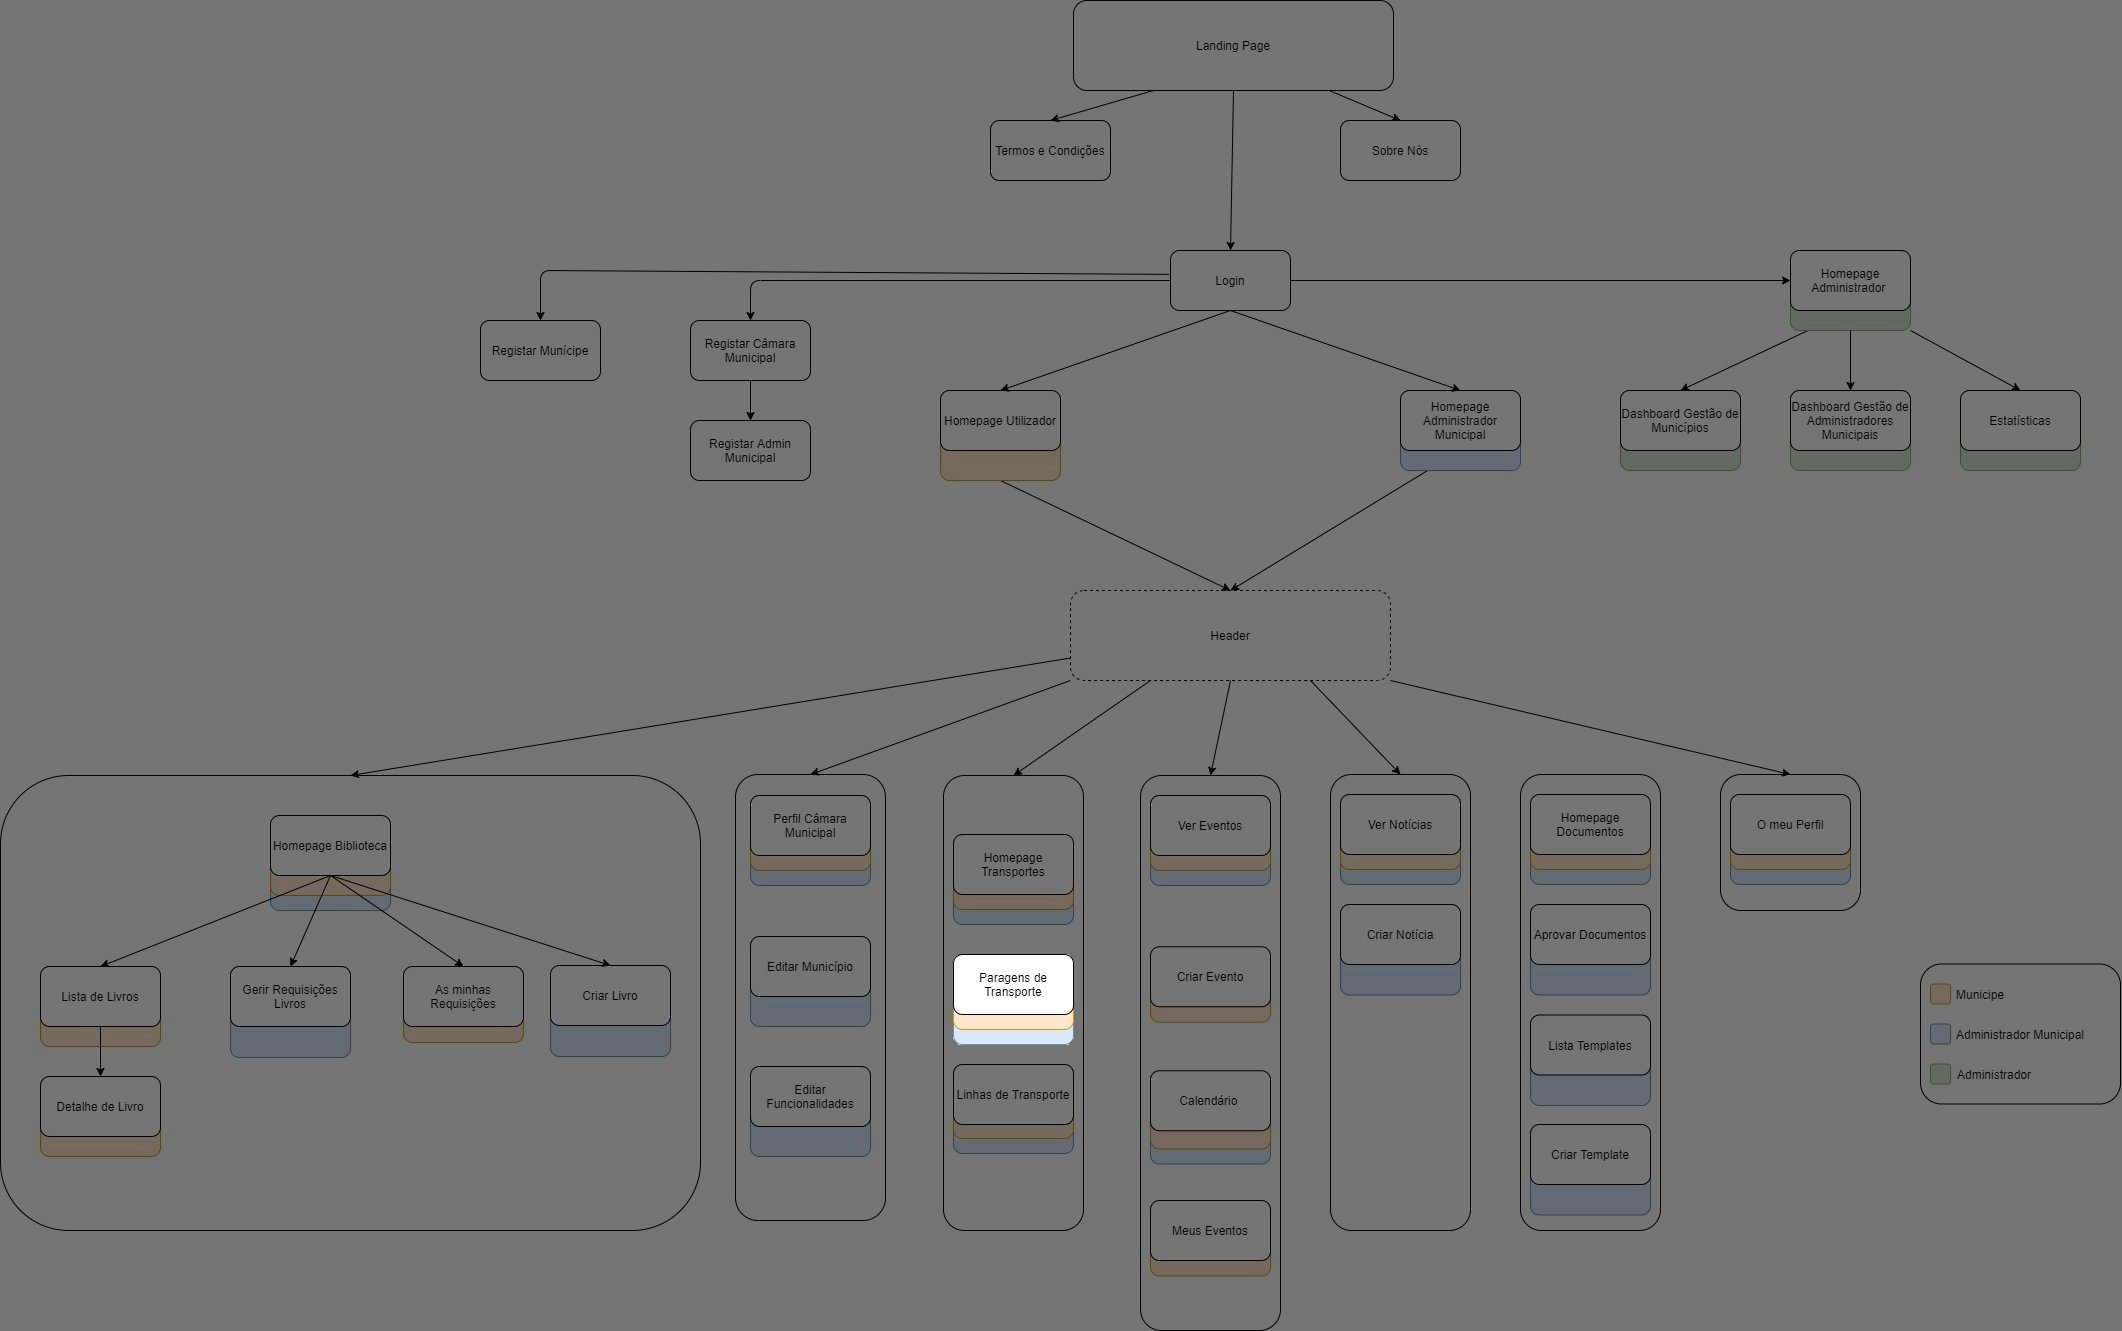 Landing Page
Termos e Condições
Sobre Nós
Login
Homepage
Administrador
Registar Munícipe
Registar Câmara
Municipal
Registar Admin
Municipal
Homepage Utilizador
Homepage
Administrador
Municipal
Dashboard Gestão de
Municípios
Dashboard Gestão de
Administradores
Municipais
Estatísticas
Header
Homepage Biblioteca
Lista de Livros
Gerir Requisições
Livros
As minhas
Requisições
Criar Livro
Detalhe de Livro
Perfil Câmara
Municipal
Editar Município
Editar
Funcionalidades
Homepage
Transportes
Paragens de
Transporte
Linhas de Transporte
Ver Eventos
Criar Evento
Calendário
Meus Eventos
Ver Notícias
Criar Notícia
Homepage
Documentos
Aprovar Documentos
Lista Templates
Criar Template
O meu Perfil
Municipe
Administrador Municipal
Administrador